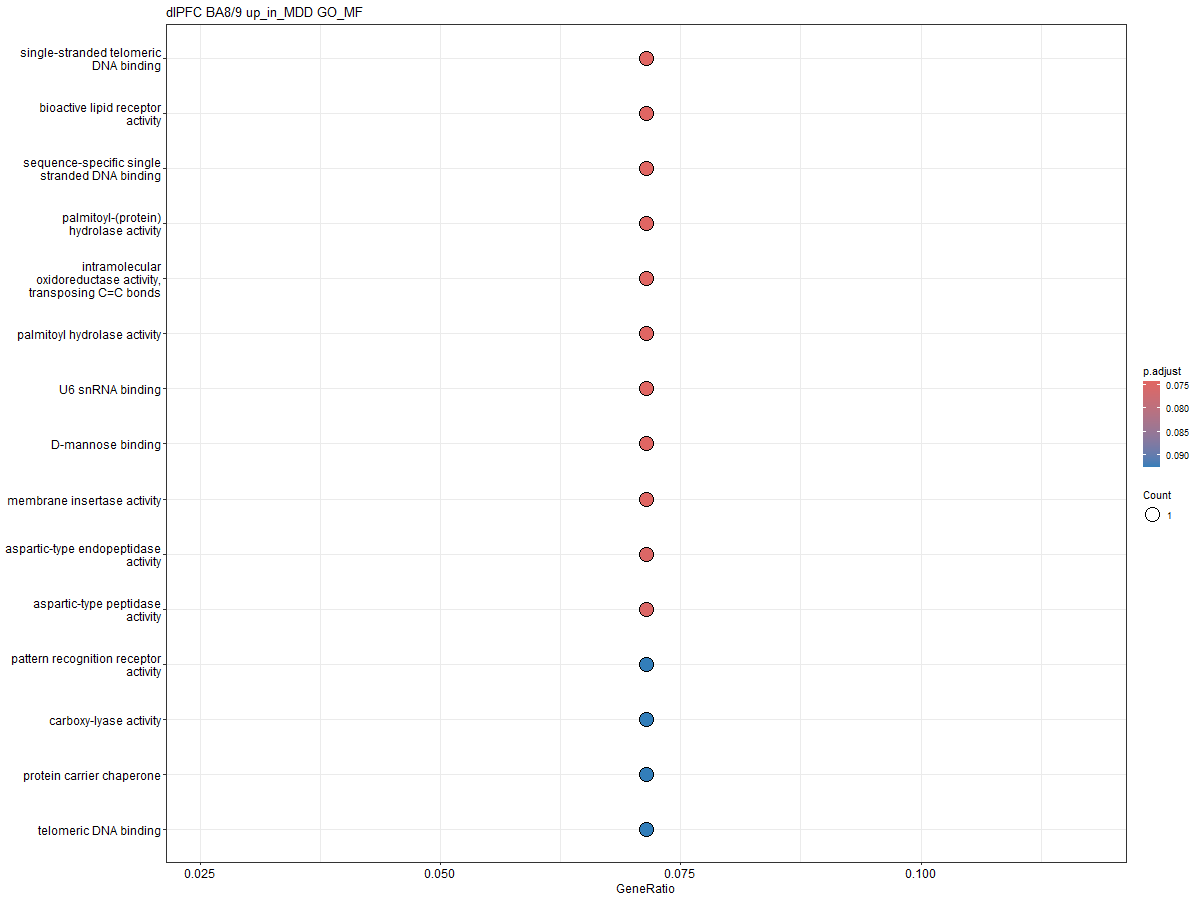 dlPFC BA8/9 up_in_MDD GO_MF
single-stranded telomeric
DNA binding
bioactive lipid receptor
activity
sequence-specific single
stranded DNA binding
palmitoyl-(protein)
hydrolase activity
intramolecular
oxidoreductase activity,
transposing C=C bonds
palmitoyl hydrolase activity
U6 snRNA binding
D-mannose binding
membrane insertase activity
aspartic-type endopeptidase
activity
aspartic-type peptidase
activity
pattern recognition receptor
activity
carboxy-lyase activity
protein carrier chaperone
telomeric DNA binding
0.025
0.050
0.075
0.100
GeneRatio
p.adjust
0.075
0.080
0.085
0.090
Count
1